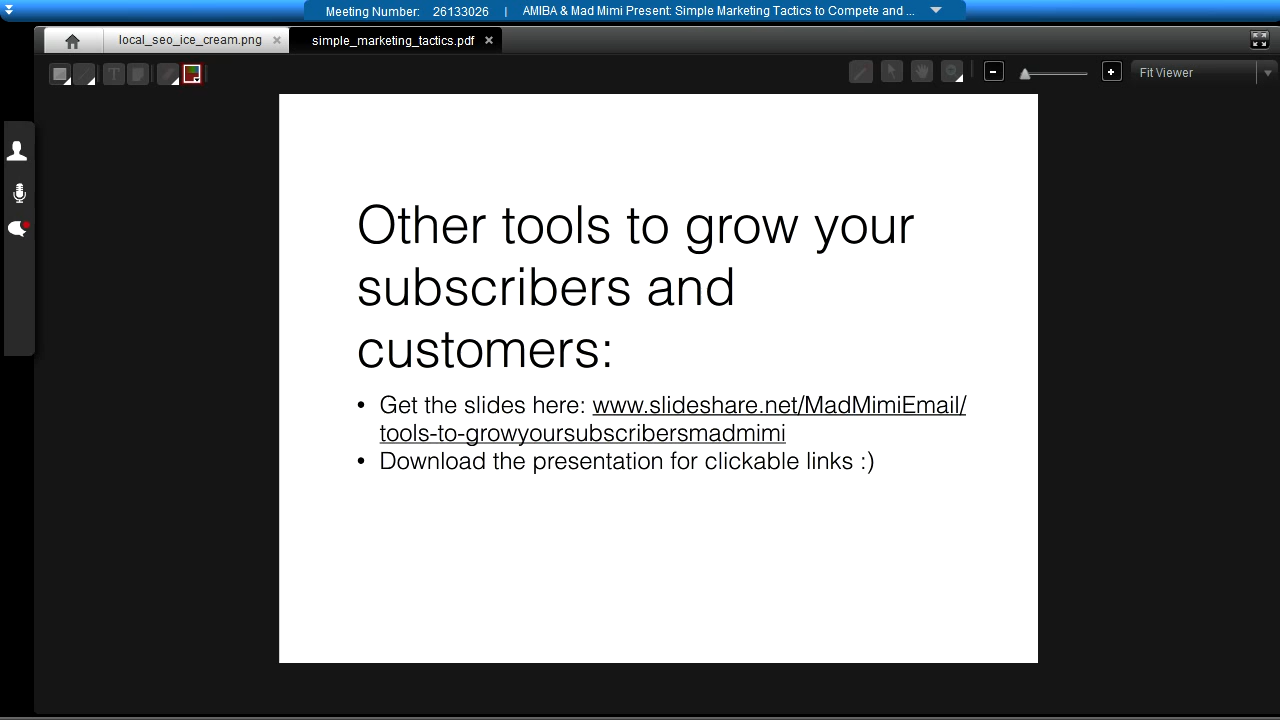 Meeting Number: 26133026 | AMIBA & Mad Mimi Present: Simple Marketing Tactics to Compete and ...
local_seo_ice_cream.png × simple_marketing_tactics.pdf ×
T
Fit Viewer
Other tools to grow your
subscribers and
customers:
• Get the slides here: www.slideshare.net/MadMimiEmail/
tools-to-growyoursubscribersmadmimi
• Download the presentation for clickable links :)